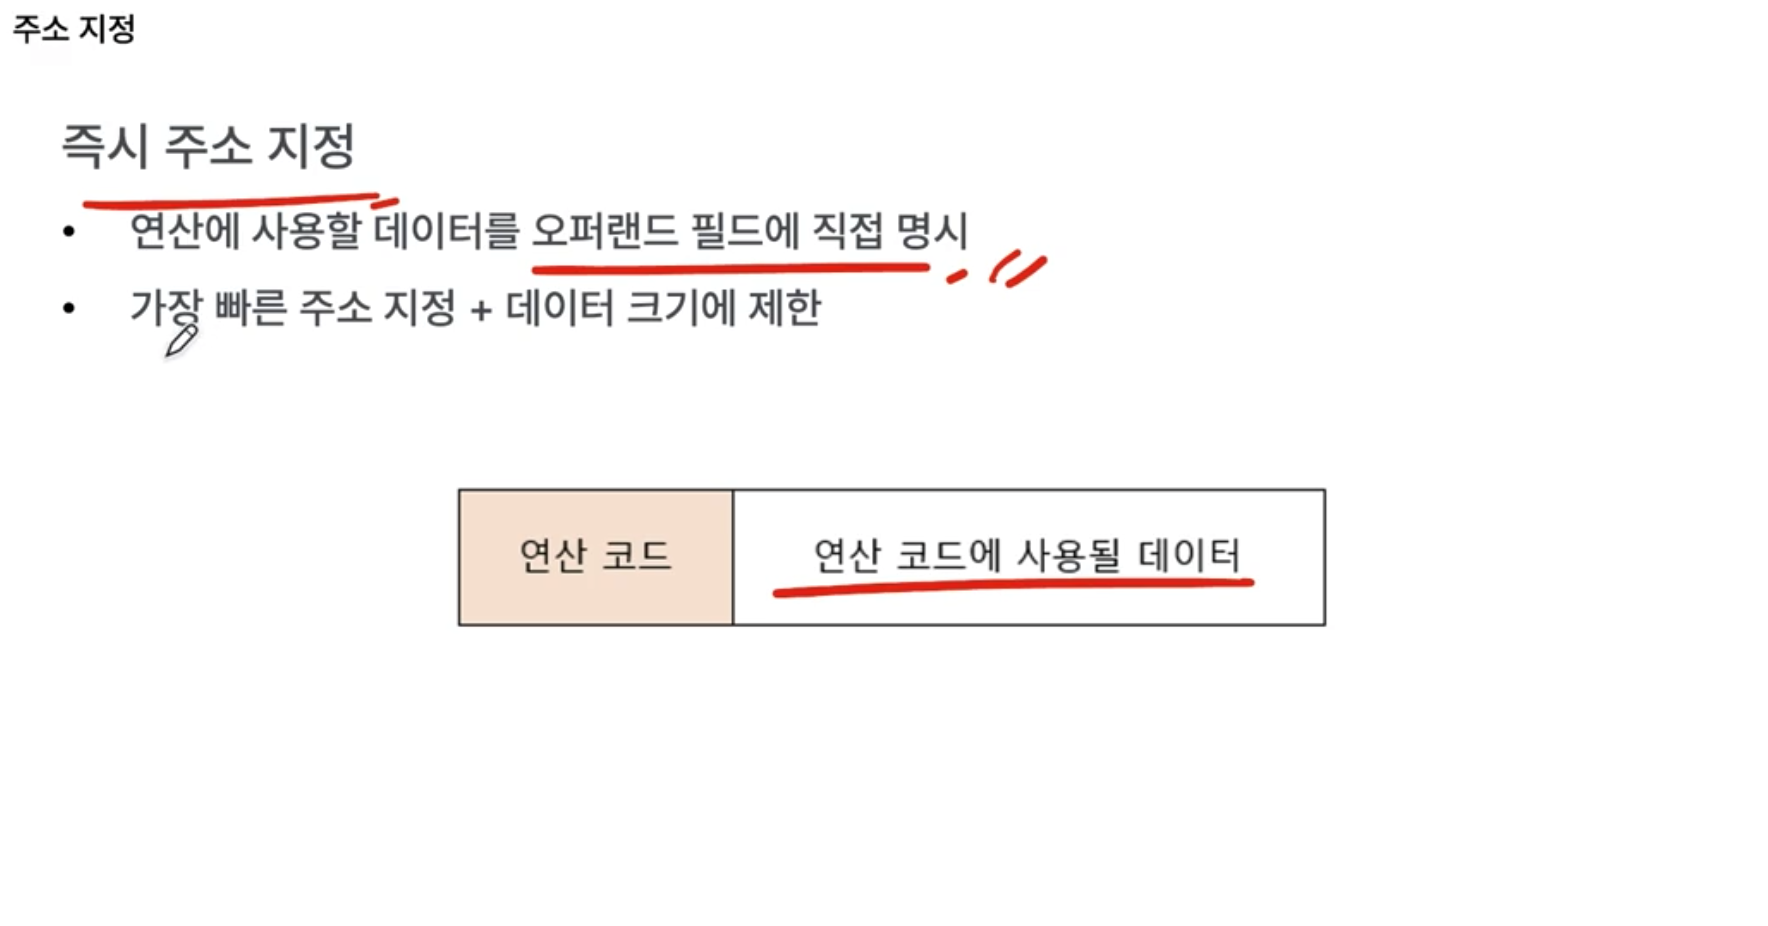 주소 지정
즉시 주소 지정
• 연산에 사용할 데이터를 오퍼랜드 필드에 직접 명시
• 가장 빠른 주소 지정 + 데이터 크기에 제한
연산 코드
연산 코드에 사용될 데이터